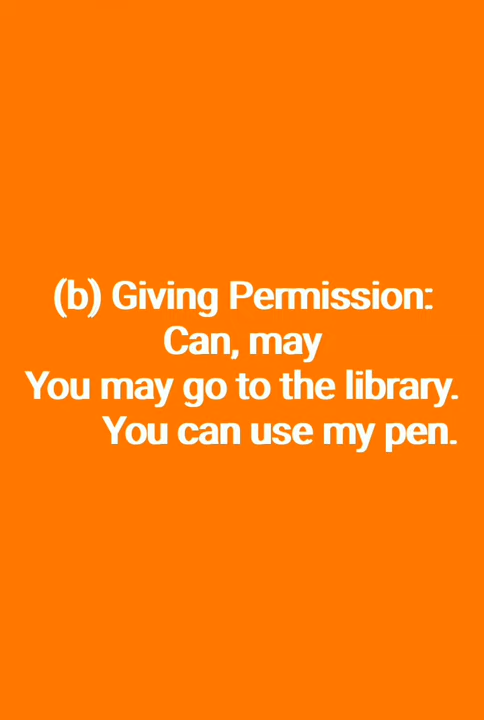 (b) Giving Permission:
Can, may
You may go to the library.
You can use my pen.